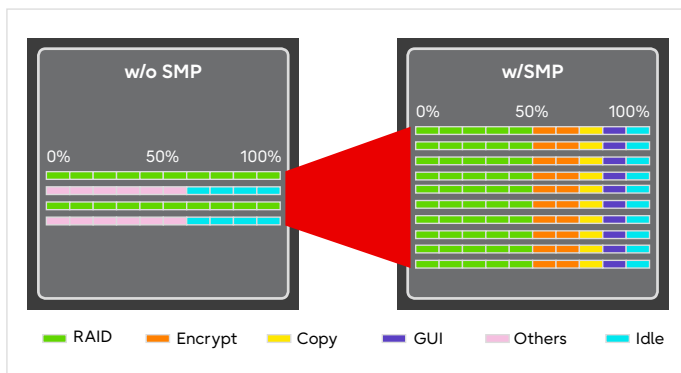 w/o SMP
0% 50% 100%
w/SMP
0% 50% 100%
RAID Encrypt Copy GUI Others Idle